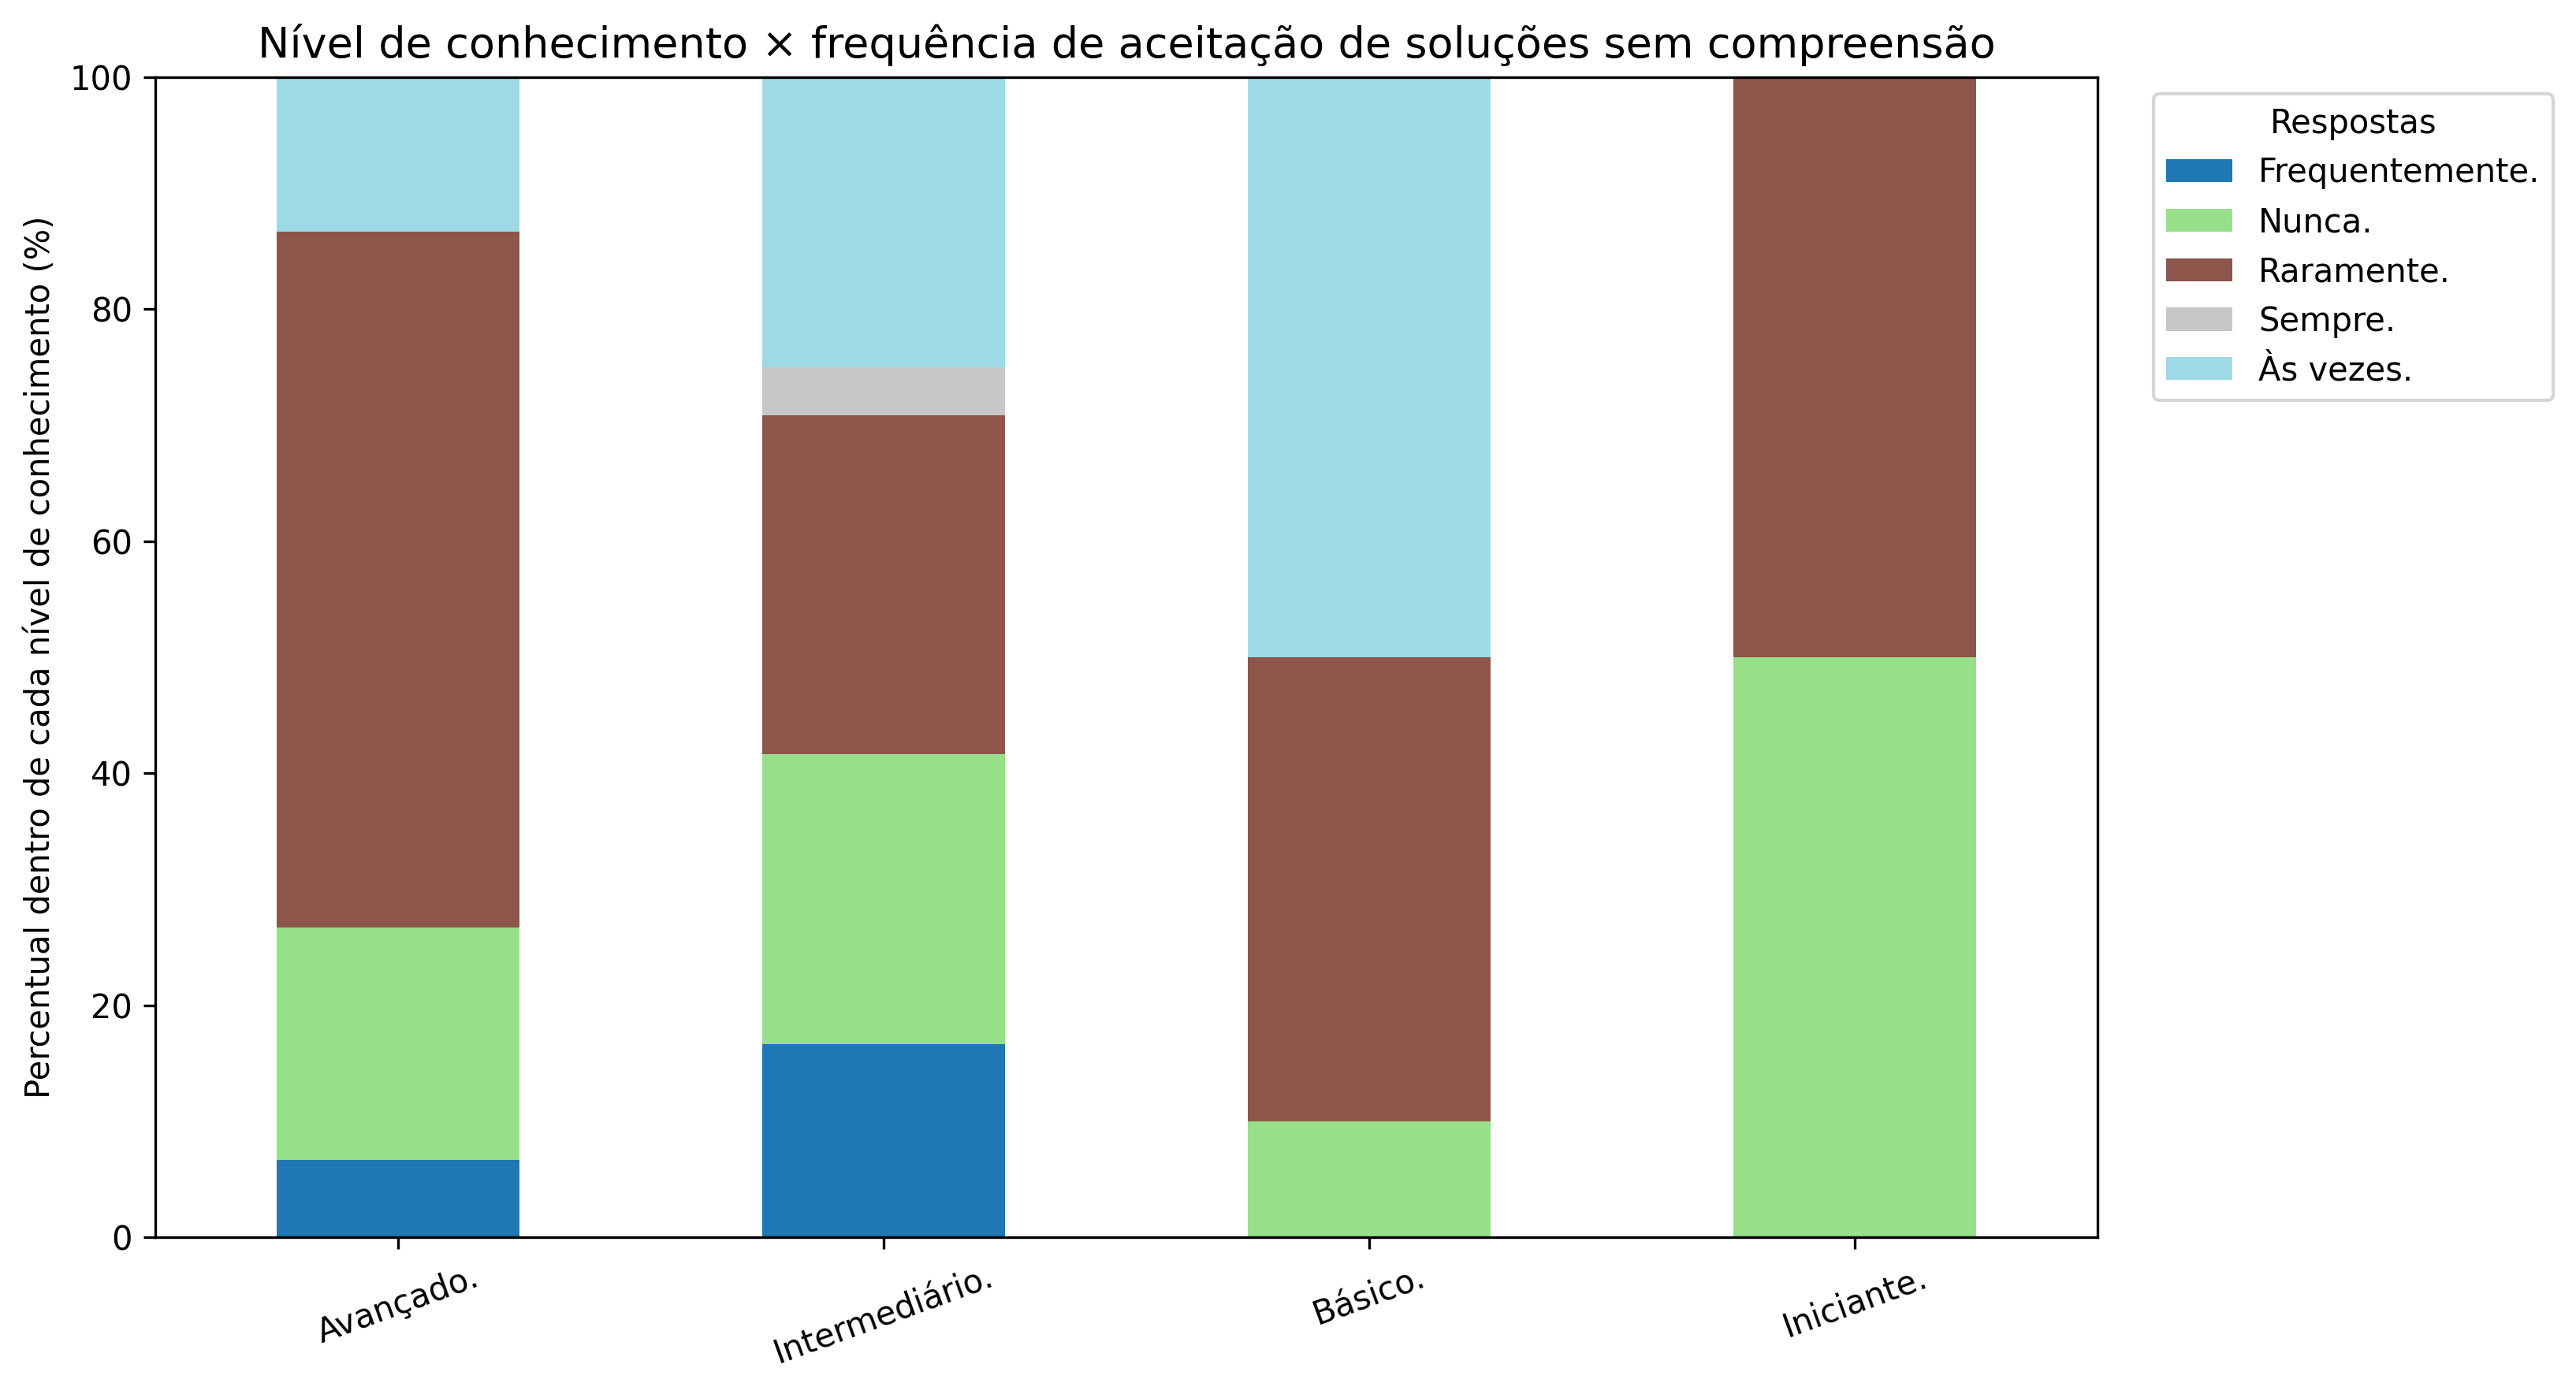 Nível de conhecimento × frequência de aceitação de soluções sem compreensão
Percentual dentro de cada nível de conhecimento (%)
100
80
60
40
20
0
Avançado.
Intermediário.
Básico.
Iniciante.
Respostas
Frequentemente.
Nunca.
Raramente.
Sempre.
Às vezes.